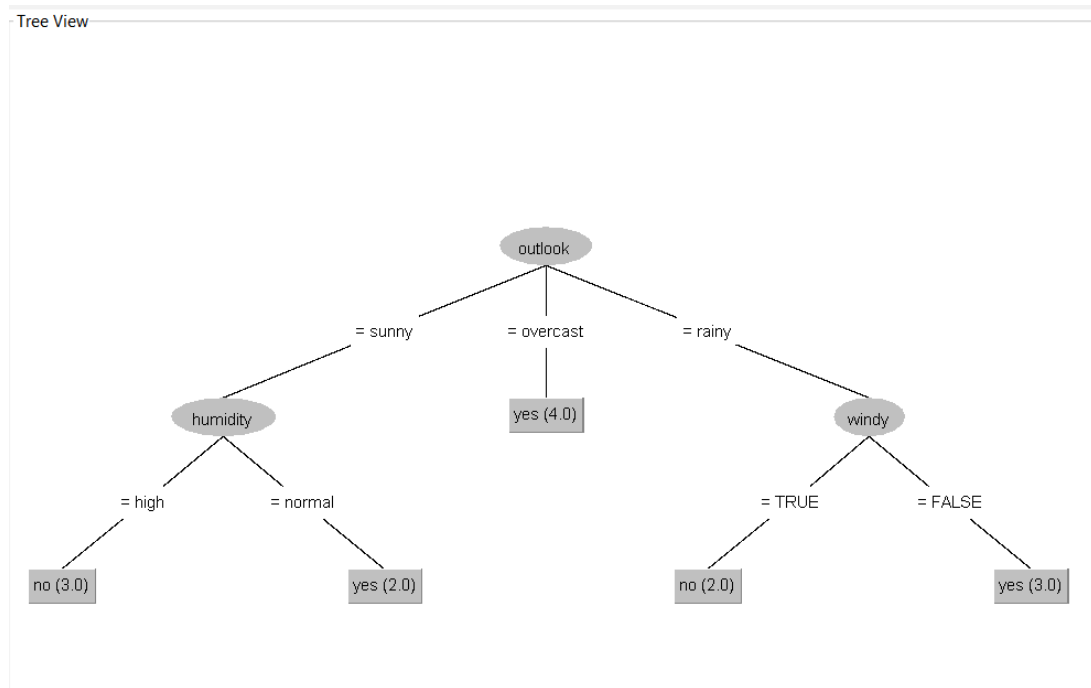 Tree View
outlook
= sunny
= overcast
= rainy
humidity
yes (4.0)
windy
= high
= normal
= TRUE
= FALSE
no (3.0)
yes (2.0)
no (2.0)
yes (3.0)